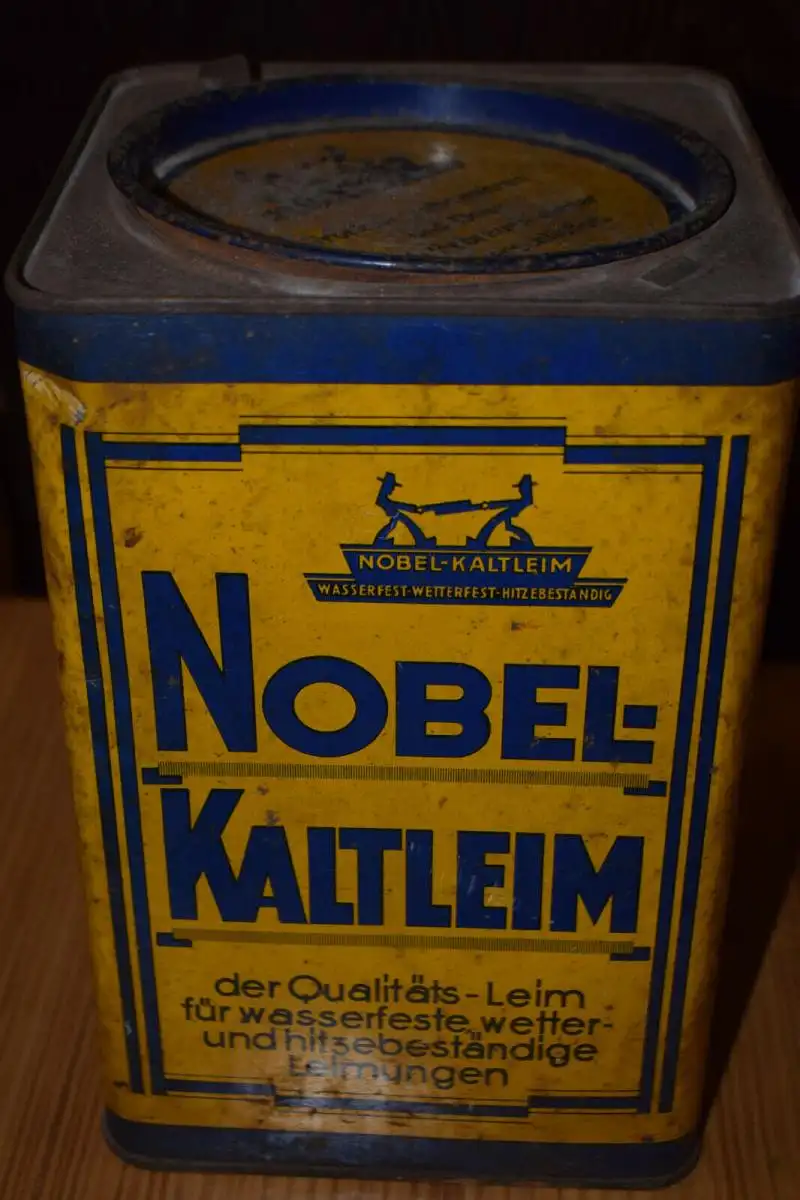 NOBEL-KALTLEIM
WASSERFEST-WETTERFEST-HITZEBESTÄNDIG
NOBEL-
KALTLEIM
der Qualitäts-Leim
für wasserfeste, wetter-
und hitzebeständige
Leimungen